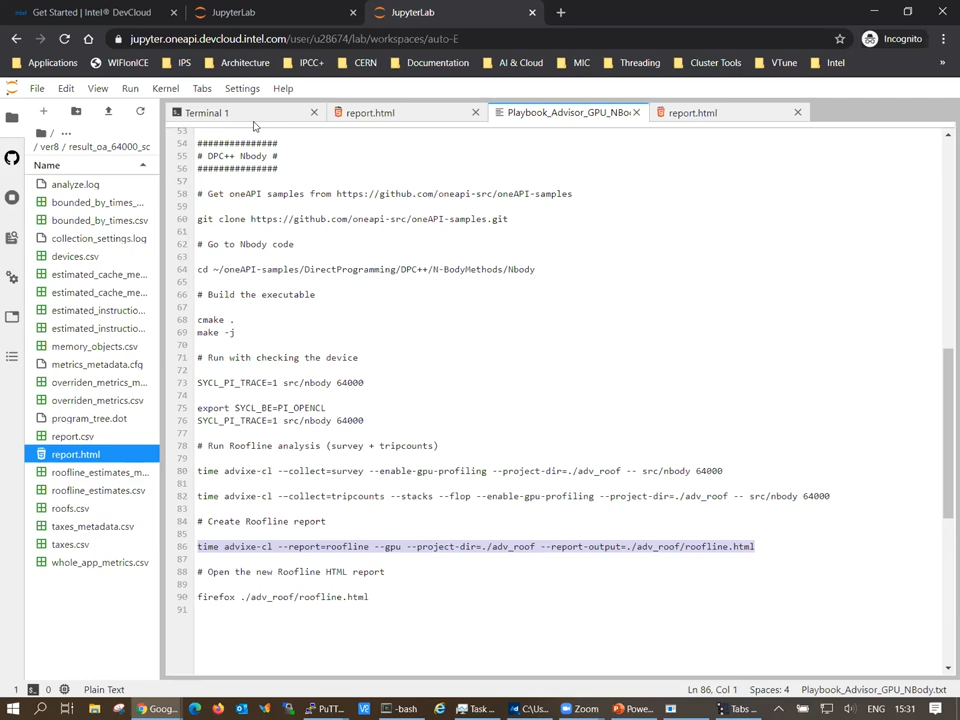 Get Started | Intel® DevCloud
JupyterLab
JupyterLab
jupyter.oneapi.devcloud.intel.com/user/u28674/lab/workspaces/auto-E
Incognito
Applications
WIFIonICE
IPS
Architecture
IPCC+
CERN
Documentation
AI & Cloud
MIC
Threading
Cluster Tools
VTune
Intel
»
File
Edit
View
Run
Kernel
Tabs
Settings
Help
Terminal 1
report.html
Playbook_Advisor_GPU_NBo
report.html
/ ...
/ ver8 / result_oa_64000_sc
Name
analyze.log
bounded_by_times_...
bounded_by_times.csv
collection_settings.log
devices.csv
estimated_cache_me...
estimated_cache_me...
estimated_instructio...
estimated_instructio...
memory_objects.csv
metrics_metadata.cfg
overriden_metrics_m...
overriden_metrics.csv
program_tree.dot
report.csv
report.html
roofline_estimates_m...
roofline_estimates.csv
roofs.csv
taxes_metadata.csv
taxes.csv
whole_app_metrics.csv
53
54 ###############
55 # DPC++ Nbody #
56 ###############
57
58 # Get oneAPI samples from https://github.com/oneapi-src/oneAPI-samples
59
60 git clone https://github.com/oneapi-src/oneAPI-samples.git
61
62 # Go to Nbody code
63
64 cd ~/oneAPI-samples/DirectProgramming/DPC++/N-BodyMethods/Nbody
65
66 # Build the executable
67
68 cmake .
69 make -j
70
71 # Run with checking the device
72
73 SYCL_PI_TRACE=1 src/nbody 64000
74
75 export SYCL_BE=PI_OPENCL
76 SYCL_PI_TRACE=1 src/nbody 64000
77
78 # Run Roofline analysis (survey + tripcounts)
79
80 time advixe-cl --collect=survey --enable-gpu-profiling --project-dir=./adv_roof -- src/nbody 64000
81
82 time advixe-cl --collect=tripcounts --stacks --flop --enable-gpu-profiling --project-dir=./adv_roof -- src/nbody 64000
83
84 # Create Roofline report
85
86 time advixe-cl --report=roofline --gpu --project-dir=./adv_roof --report-output=./adv_roof/roofline.html
87
88 # Open the new Roofline HTML report
89
90 firefox ./adv_roof/roofline.html
91
1
0
Plain Text
Ln 86, Col 1
Spaces: 4
Playbook_Advisor_GPU_NBody.txt
Goog...
PuTT...
-bash
Task ...
C:\Us...
Zoom
Powe...
Tabs ...
ENG
15:31